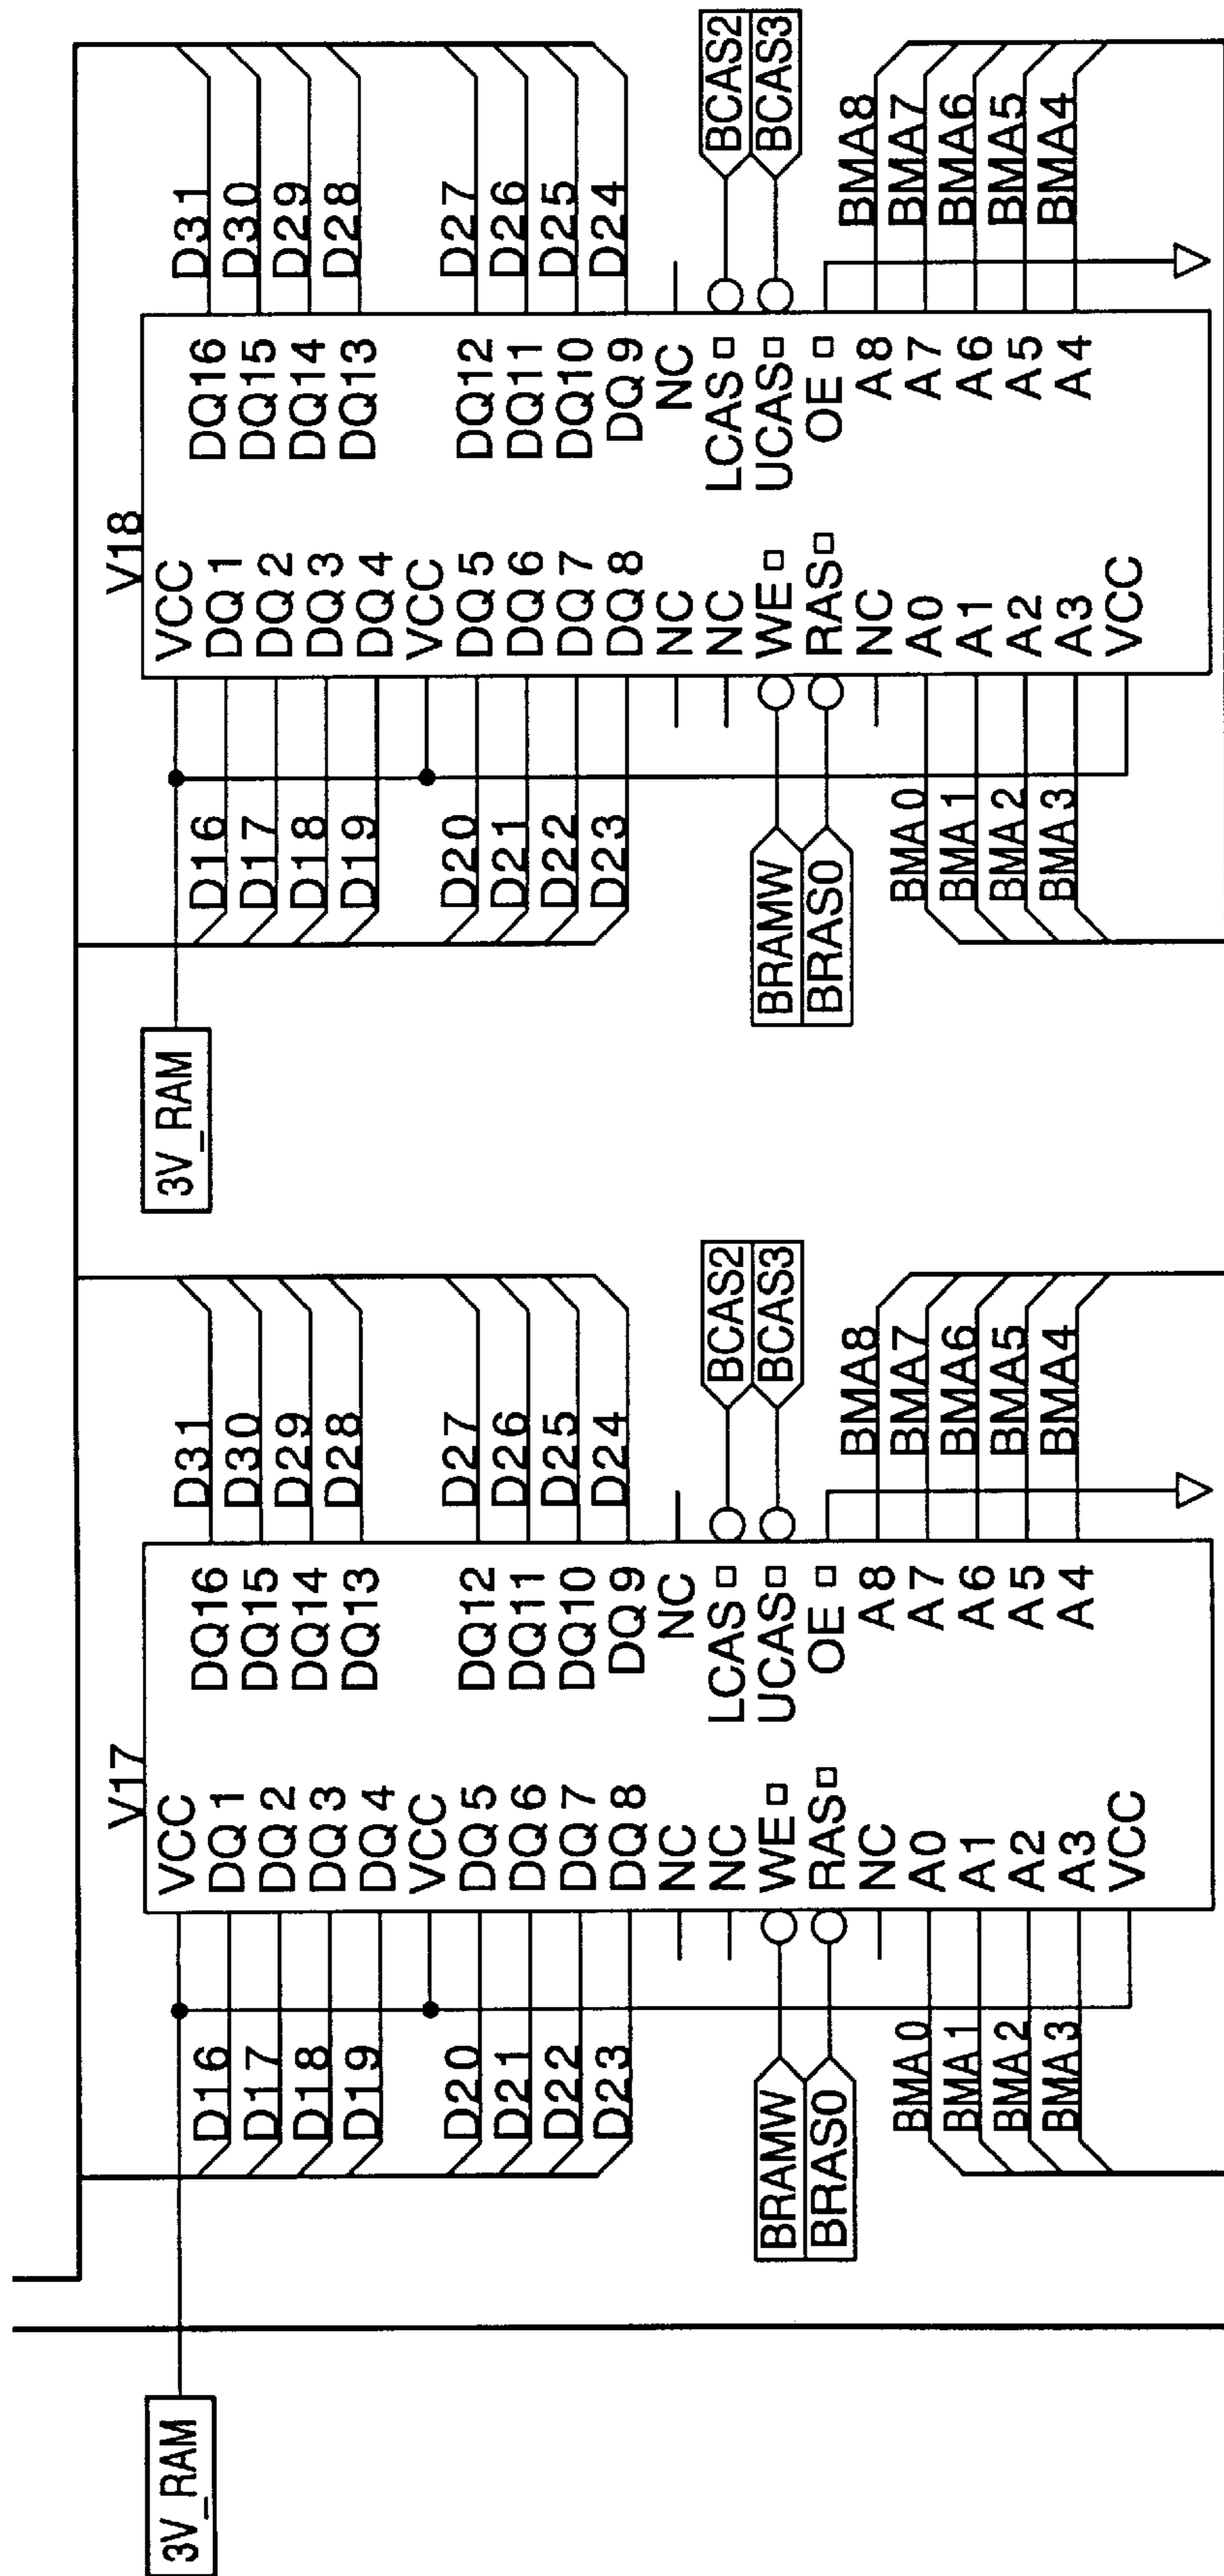 3V_RAM
V17
D16
D17
D18
D19
D20
D21
D22
D23
BRAMW
BRAS0
BMA0
BMA1
BMA2
BMA3
VCC
DQ1
DQ2
DQ3
DQ4
VCC
DQ5
DQ6
DQ7
DQ8
NC
NC
WE
RAS
NC
A0
A1
A2
A3
VCC
DQ16
DQ15
DQ14
DQ13
DQ12
DQ11
DQ10
DQ9
NC
LCAS
UCAS
OE
A8
A7
A6
A5
A4
D31
D30
D29
D28
D27
D26
D25
D24
BCAS2
BCAS3
BMA8
BMA7
BMA6
BMA5
BMA4
3V_RAM
V18
D16
D17
D18
D19
D20
D21
D22
D23
BRAMW
BRAS0
BMA0
BMA1
BMA2
BMA3
VCC
DQ1
DQ2
DQ3
DQ4
VCC
DQ5
DQ6
DQ7
DQ8
NC
NC
WE
RAS
NC
A0
A1
A2
A3
VCC
DQ16
DQ15
DQ14
DQ13
DQ12
DQ11
DQ10
DQ9
NC
LCAS
UCAS
OE
A8
A7
A6
A5
A4
D31
D30
D29
D28
D27
D26
D25
D24
BCAS2
BCAS3
BMA8
BMA7
BMA6
BMA5
BMA4